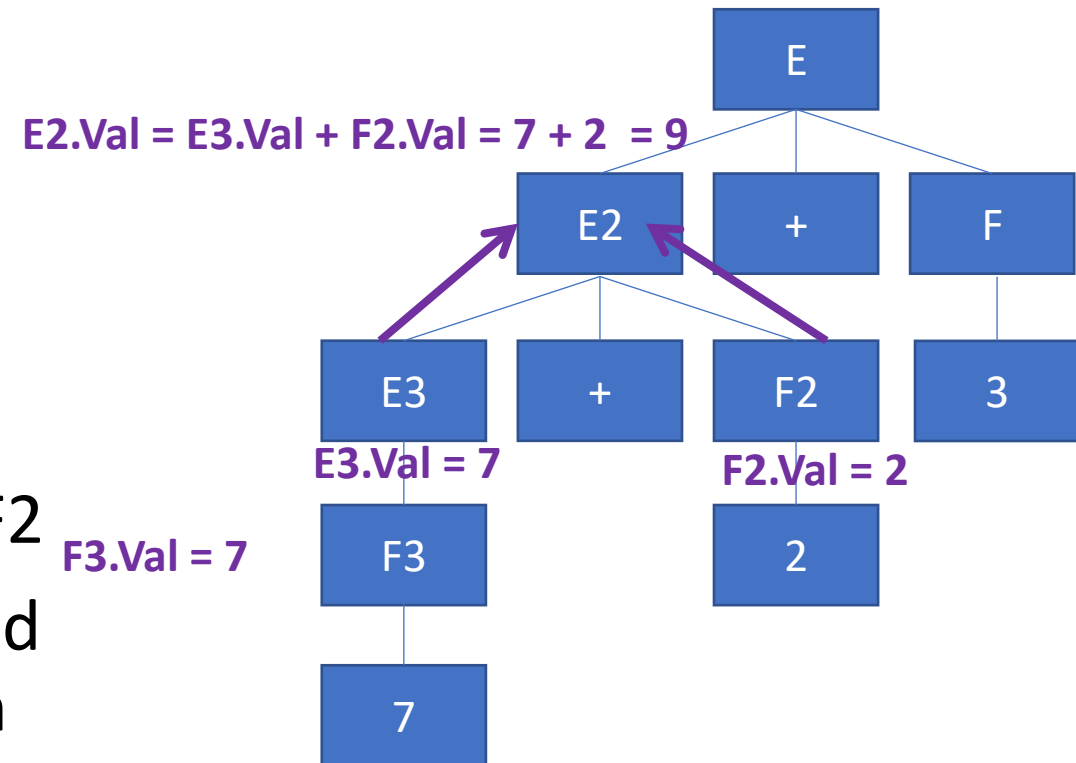 E
E2.Val = E3.Val + F2.Val = 7 + 2 = 9
E2 + F
E3 + F2 3
E3.Val = 7 F2.Val = 2
F2
F3.Val = 7 F3 2
d
7